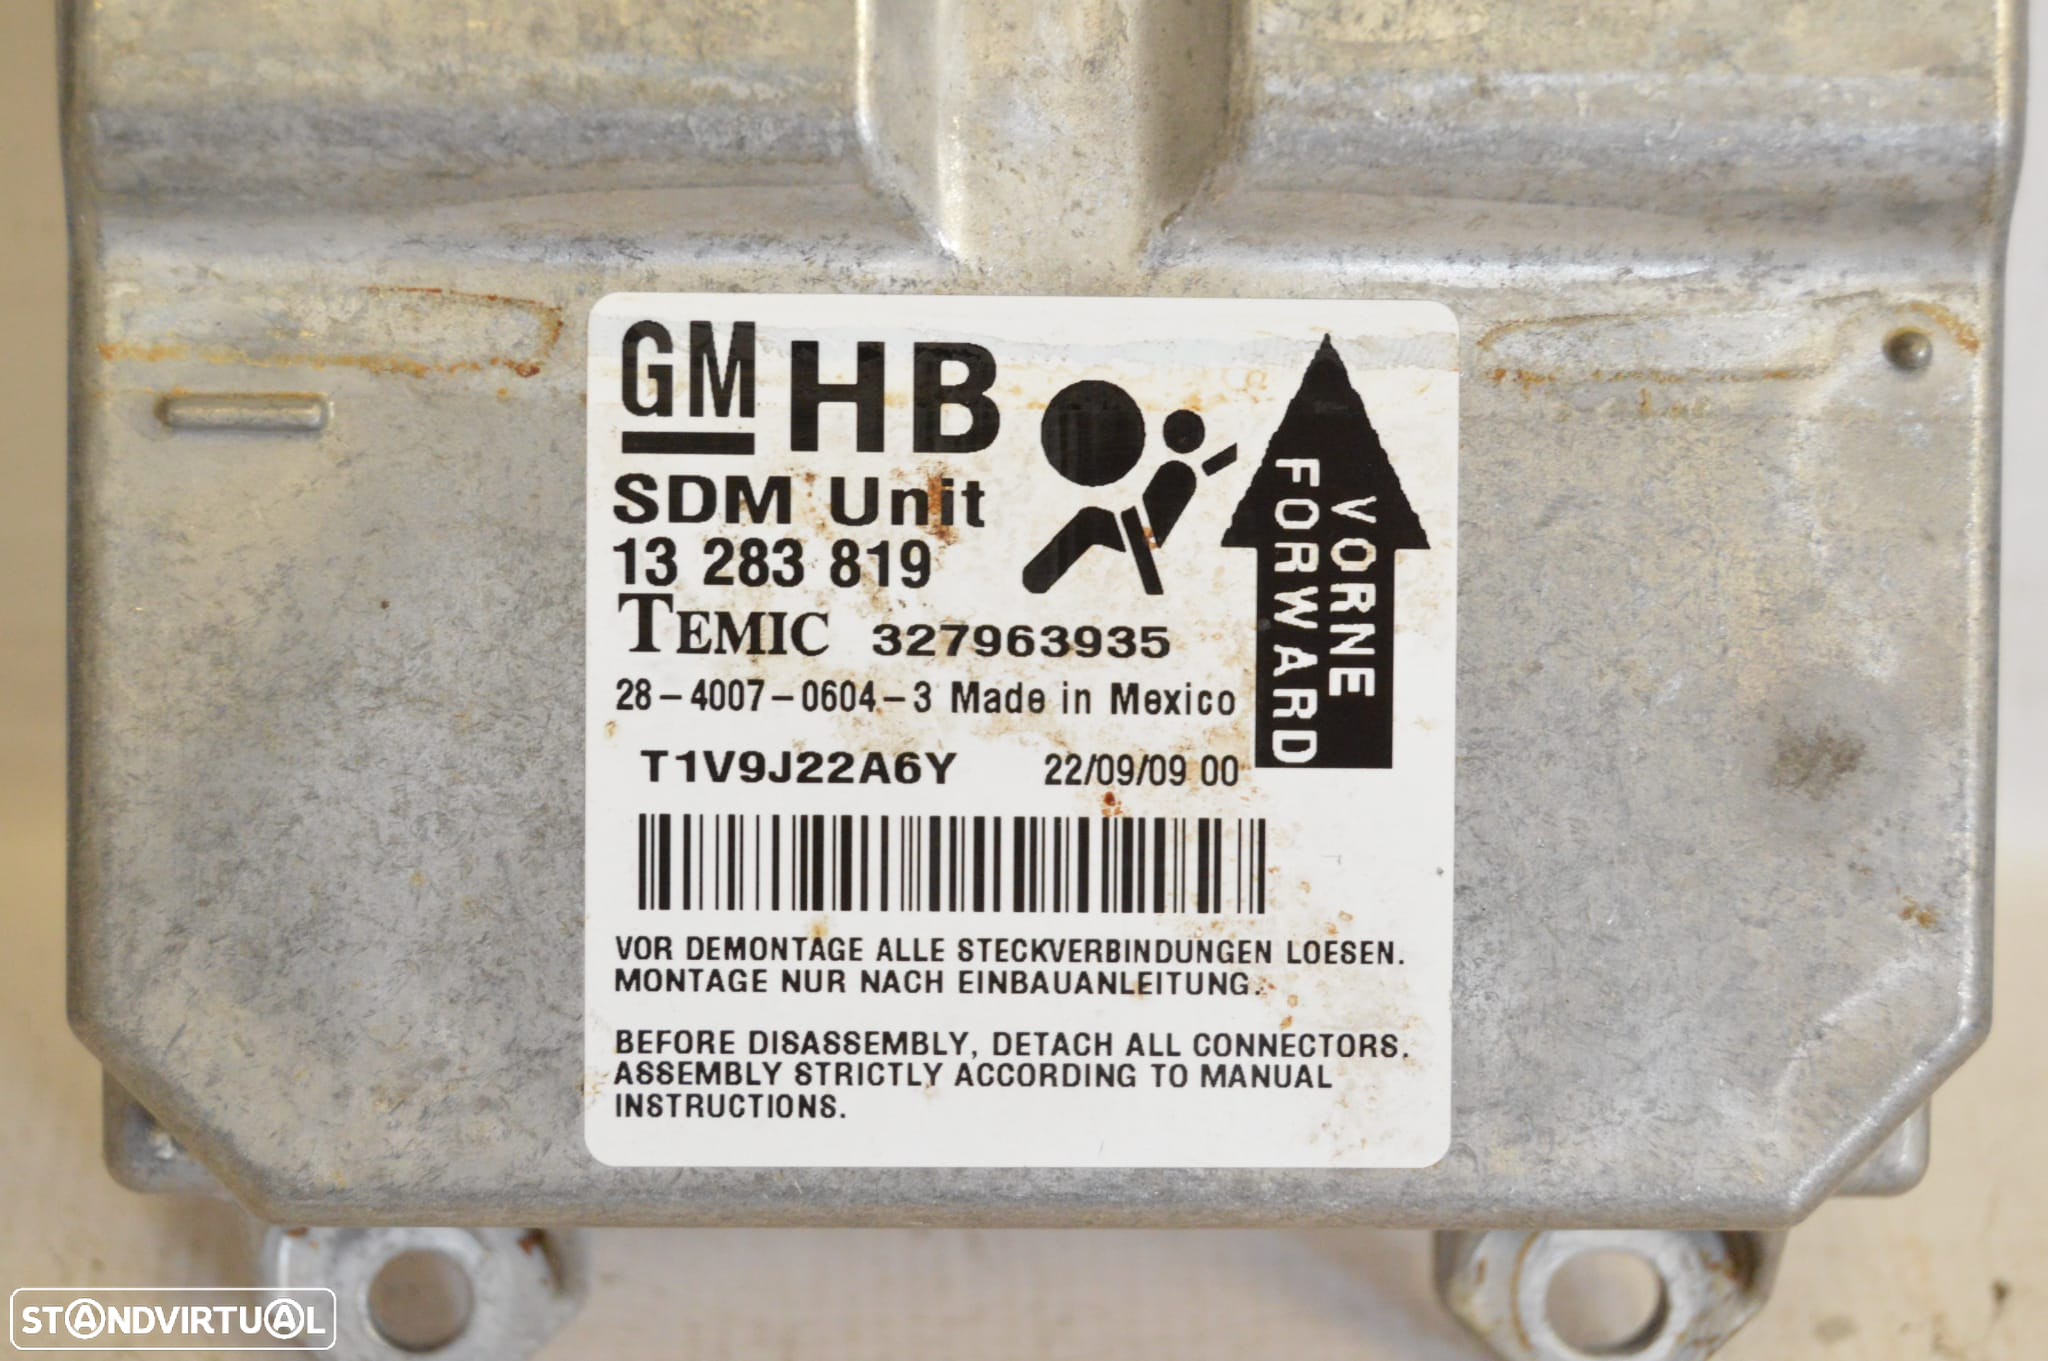 GM HB
SDM Unit
13 283 819
TEMIC 327963935
28-4007-0604-3 Made in Mexico
T1V9J22A6Y 22/09/09 00
VORNE
FORWARD
VOR DEMONTAGE ALLE STECKVERBINDUNGEN LOESEN.
MONTAGE NUR NACH EINBAUANLEITUNG.
BEFORE DISASSEMBLY, DETACH ALL CONNECTORS.
ASSEMBLY STRICTLY ACCORDING TO MANUAL
INSTRUCTIONS.
STANDVIRTUAL